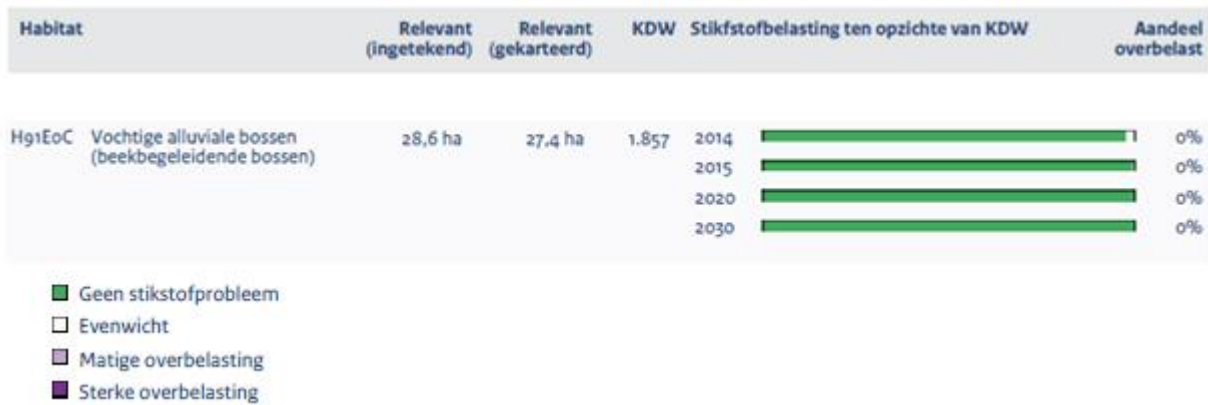 Habitat Relevant Relevant KDW Stikfstofbelasting ten opzichte van KDW Aandeel
(ingetekend) (gekarteerd) overbelast
H91E0C Vochtige alluviale bossen 28,6 ha 27,4 ha 1.857 2014 0%
(beekbegeleidende bossen)
2015 0%
2020 0%
2030 0%
Geen stikstofprobleem
Evenwicht
Matige overbelasting
Sterke overbelasting